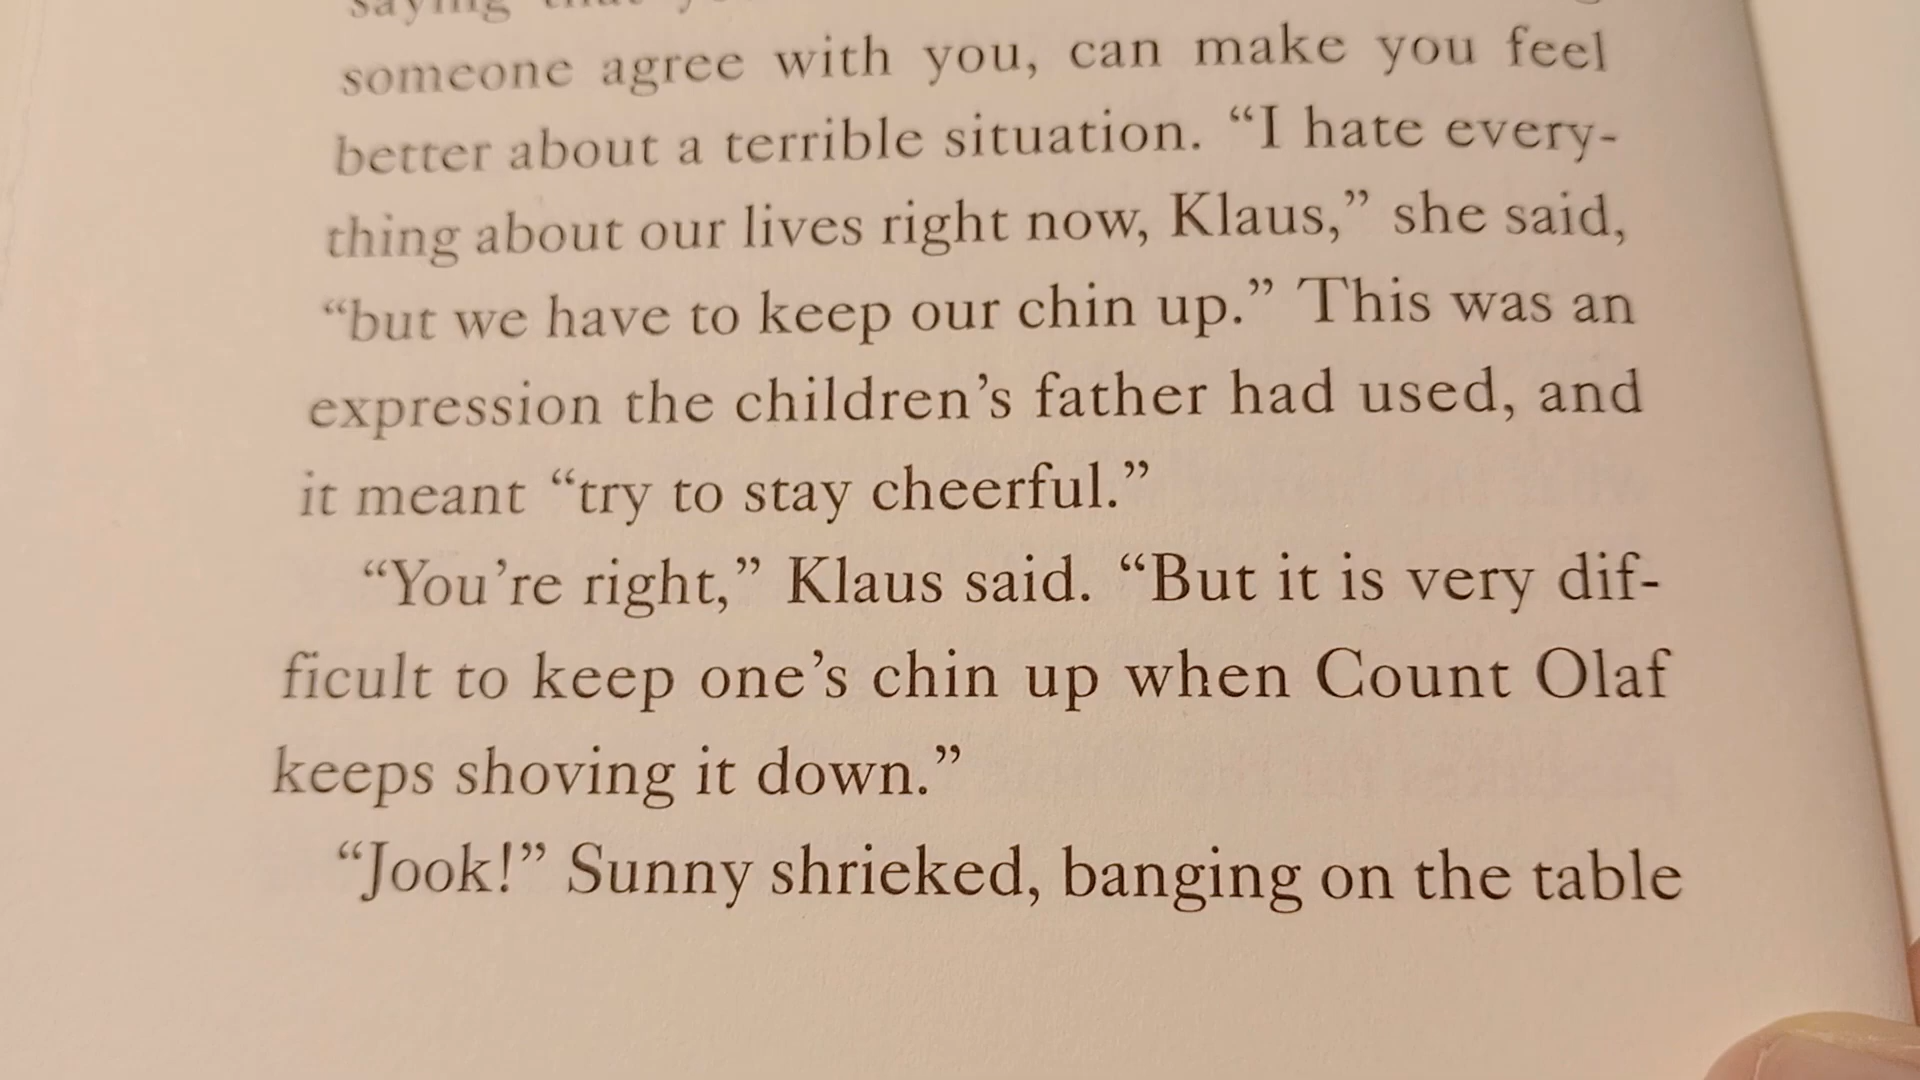 saying that
someone agree with you, can make you feel
better about a terrible situation. “I hate every-
thing about our lives right now, Klaus,” she said,
“but we have to keep our chin up.” This was an
expression the children’s father had used, and
it meant “try to stay cheerful.”
“You’re right,” Klaus said. “But it is very dif-
ficult to keep one’s chin up when Count Olaf
keeps shoving it down.”
“Jook!” Sunny shrieked, banging on the table